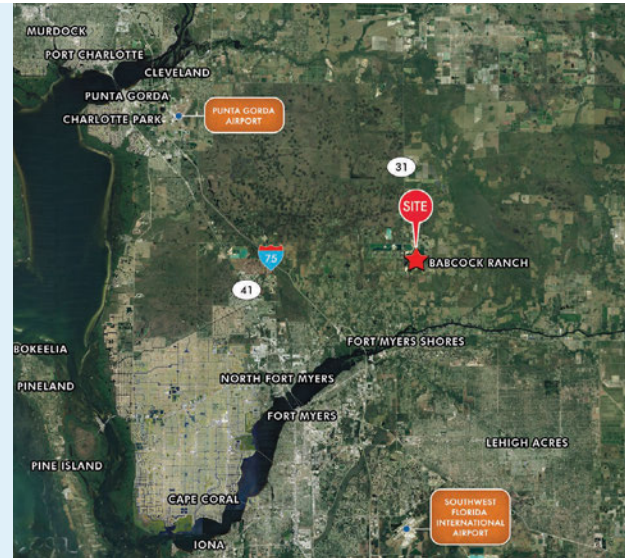 MURDOCK
PORT CHARLOTTE
CLEVELAND
PUNTA GORDA
CHARLOTTE PARK
PUNTA GORDA
AIRPORT
31
SITE
BABCOCK RANCH
75
41
BOKEELIA
FORT MYERS SHORES
PINELAND
NORTH FORT MYERS
FORT MYERS
LEHIGH ACRES
PINE ISLAND
CAPE CORAL
SOUTHWEST
FLORIDA
INTERNATIONAL
AIRPORT
IONA